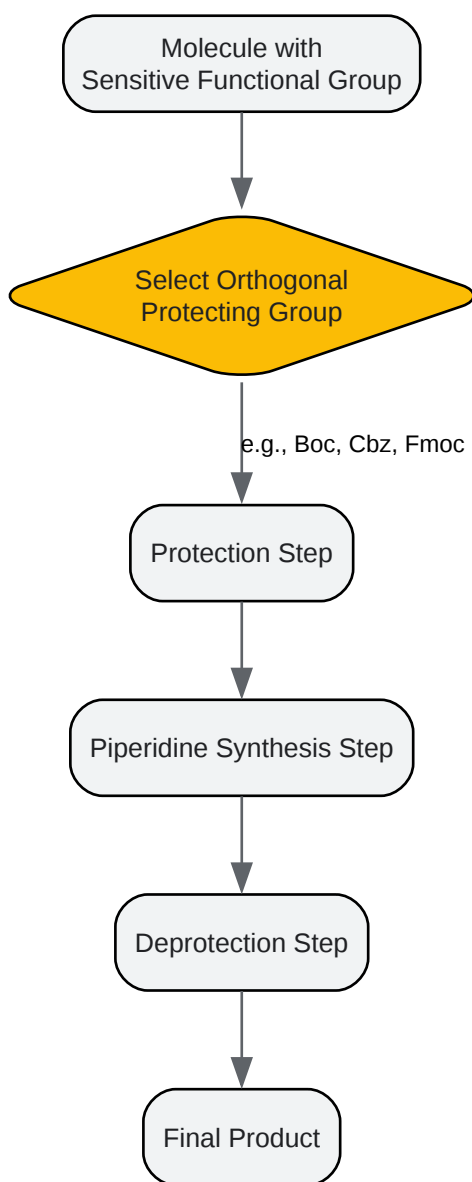 Molecule with
Sensitive Functional Group
Select Orthogonal
Protecting Group
e.g., Boc, Cbz, Fmoc
Protection Step
Piperidine Synthesis Step
Deprotection Step
Final Product